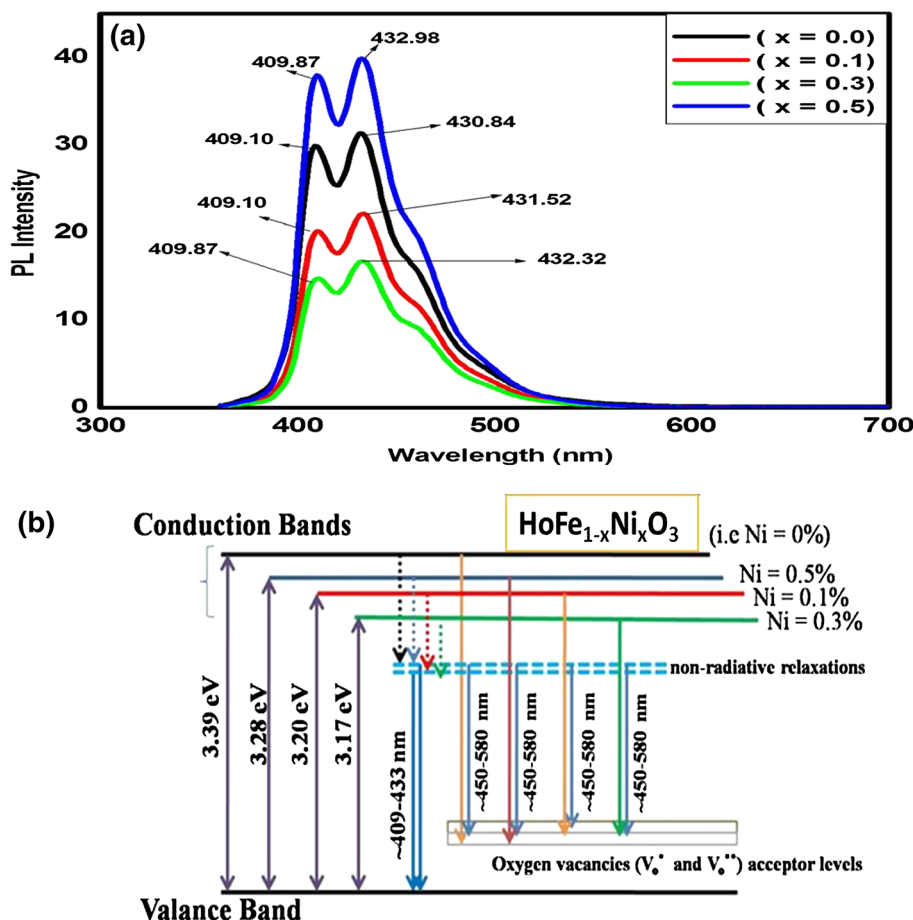 (a)
40
30
20
10
0
PL Intensity
409.87
432.98
409.10
430.84
409.10
431.52
409.87
432.32
( x = 0.0)
( x = 0.1)
( x = 0.3)
( x = 0.5)
300
400
500
600
700
Wavelength (nm)
(b)
Conduction Bands
HoFe₁₋ₓNiₓO₃
(i.e Ni = 0%)
Ni = 0.5%
Ni = 0.1%
Ni = 0.3%
non-radiative relaxations
3.39 eV
3.28 eV
3.20 eV
3.17 eV
~409-433 nm
~450-580 nm
~450-580 nm
~450-580 nm
~450-580 nm
Oxygen vacancies (Vₒ˙ and Vₒ¨) acceptor levels
Valance Band